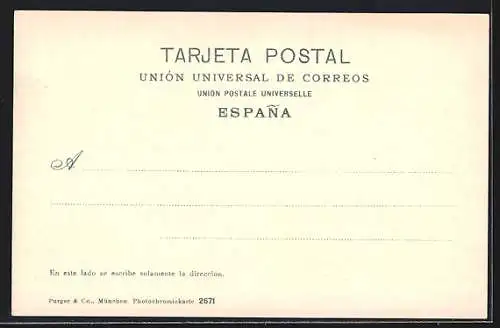 TARJETA POSTAL
UNIÓN UNIVERSAL DE CORREOS
UNION POSTALE UNIVERSELLE
ESPAÑA
A
En este lado se escribe solamente la direccion.
Purger & Co., München. Photochromiekarte 2671